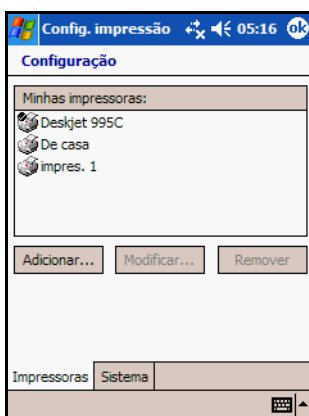 Config. impressão 05:16 ok
Configuração
Minhas impressoras:
Deskjet 995C
De casa
impres. 1
Adicionar... Modificar... Remover
Impressoras Sistema